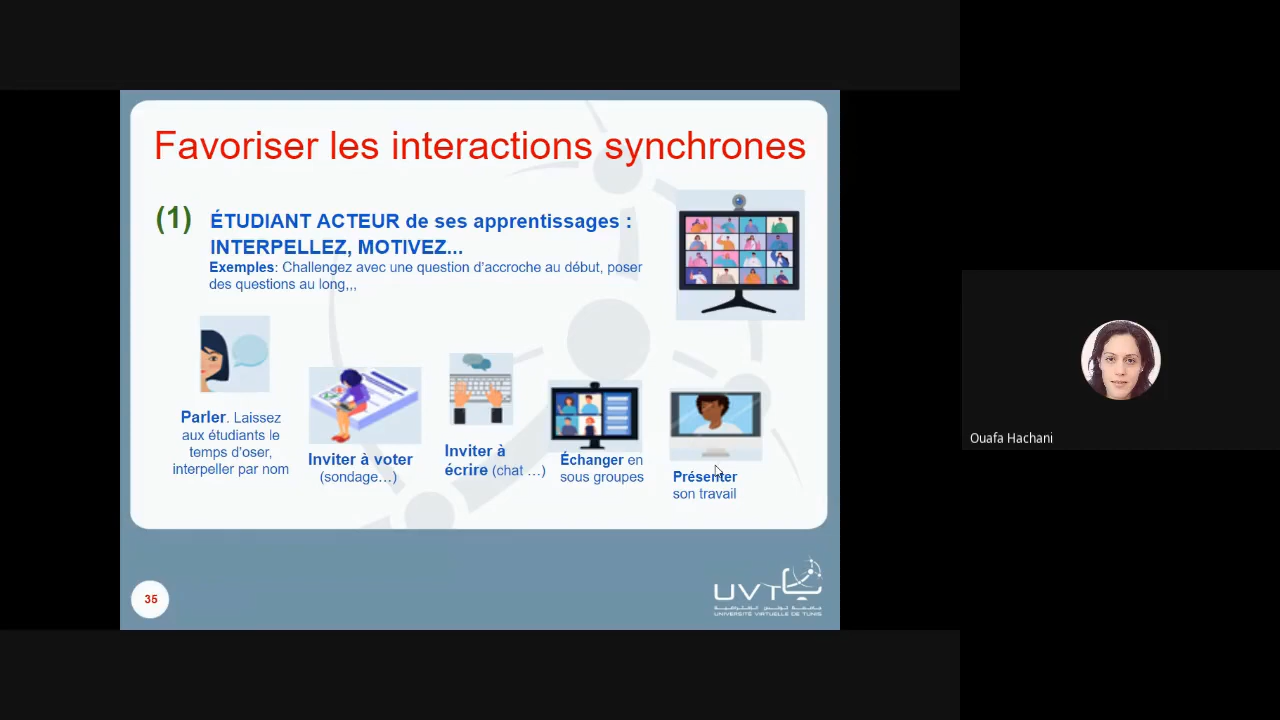 Favoriser les interactions synchrones
(1) ÉTUDIANT ACTEUR de ses apprentissages :
INTERPELLEZ, MOTIVEZ...
Exemples: Challengez avec une question d'accroche au début, poser
des questions au long,,,
Parler. Laissez
aux étudiants le
temps d'oser,
interpeller par nom
Inviter à voter
(sondage…)
Inviter à
écrire (chat …)
Échanger en
sous groupes
Présenter
son travail
35
UVT
UNIVERSITÉ VIRTUELLE DE TUNIS
Ouafa Hachani